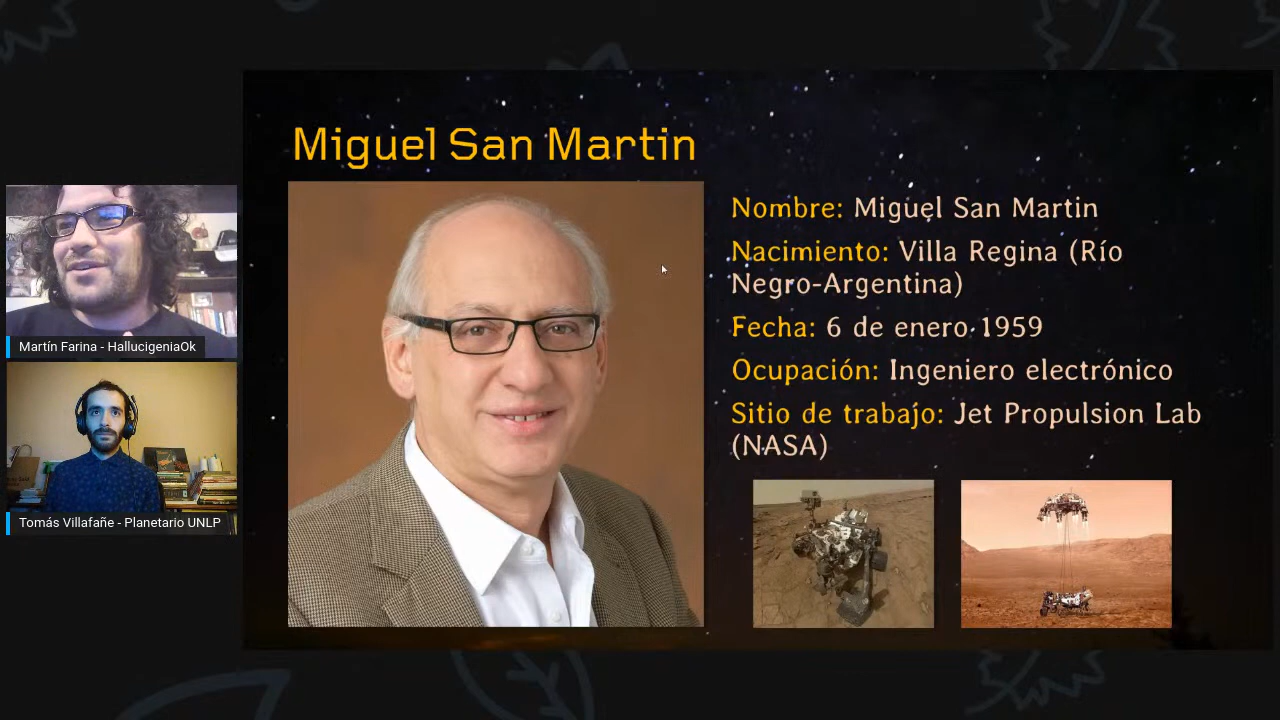 Miguel San Martin
Nombre: Miguel San Martin
Nacimiento: Villa Regina (Río
Negro-Argentina)
Fecha: 6 de enero 1959
Ocupación: Ingeniero electrónico
Sitio de trabajo: Jet Propulsion Lab
(NASA)
Martín Farina - HallucigeniaOk
Tomás Villafañe - Planetario UNLP